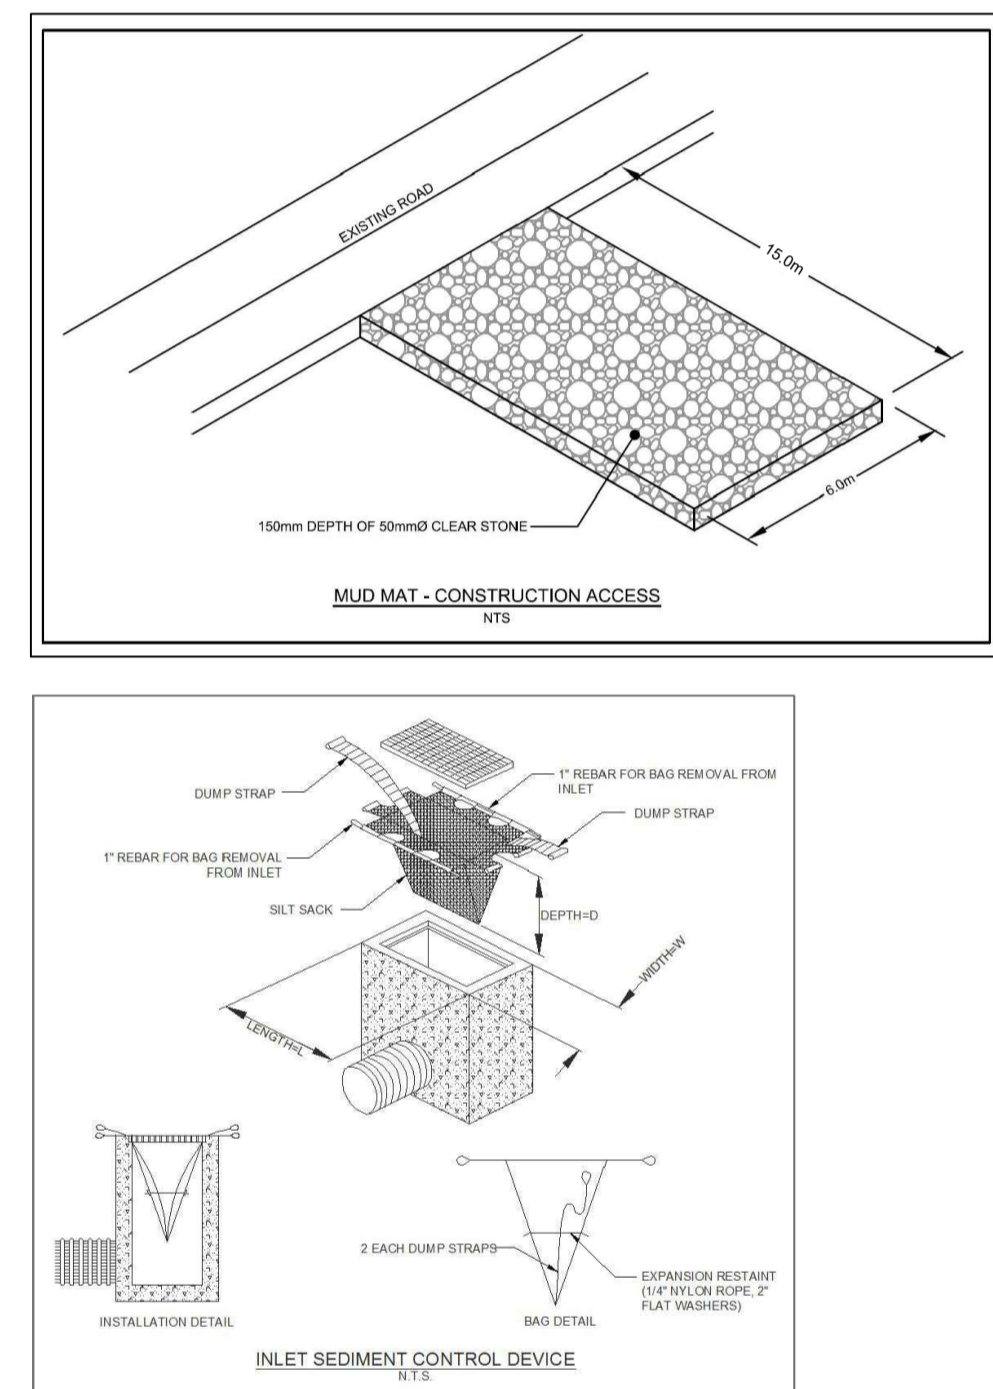 EXISTING ROAD
15.0m
6.0m
150mm DEPTH OF 50mmØ CLEAR STONE
MUD MAT - CONSTRUCTION ACCESS
NTS
DUMP STRAP
1" REBAR FOR BAG REMOVAL FROM
INLET
DUMP STRAP
1" REBAR FOR BAG REMOVAL
FROM INLET
SILT SACK
DEPTH=D
WIDTH=W
LENGTH=L
2 EACH DUMP STRAPS
EXPANSION RESTAINT
(1/4" NYLON ROPE, 2"
FLAT WASHERS)
INSTALLATION DETAIL
BAG DETAIL
INLET SEDIMENT CONTROL DEVICE
N.T.S.